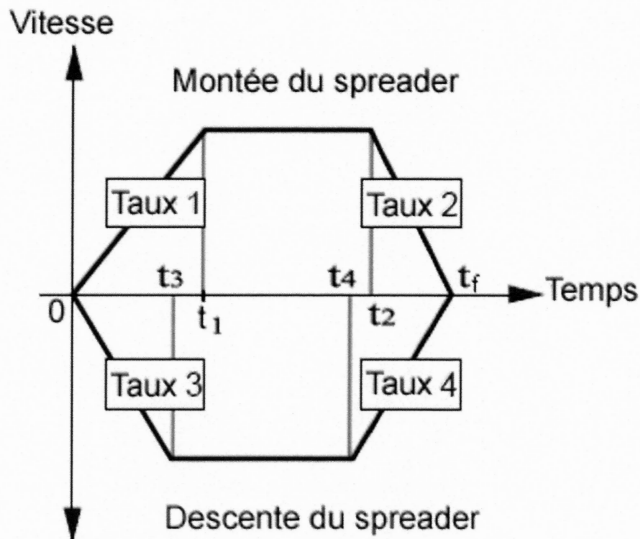 Vitesse
Montée du spreader
Taux 1
Taux 2
t3
t4
tf
0
t1
t2
Temps
Taux 3
Taux 4
Descente du spreader